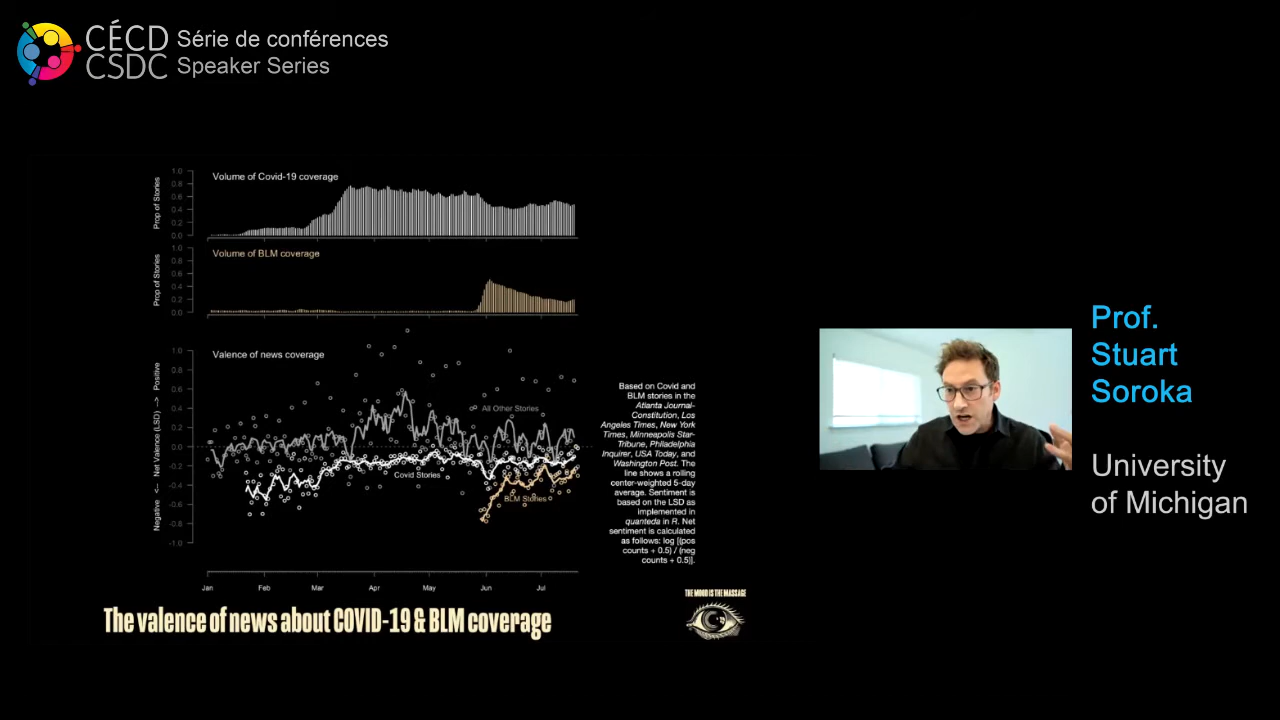 CÉCD Série de conférences
CSDC Speaker Series
Volume of Covid-19 coverage
Prop of Stories
1.0
0.8
0.6
0.4
0.2
0.0
Volume of BLM coverage
Prop of Stories
1.0
0.8
0.6
0.4
0.2
0.0
Valence of news coverage
Negative <-- Net Valence (LSD) --> Positive
1.0
0.8
0.6
0.4
0.2
0.0
-0.2
-0.4
-0.6
-0.8
-1.0
All Other Stories
Covid Stories
BLM Stories
Jan Feb Mar Apr May Jun Jul
Based on Covid and
BLM stories in the
Atlanta Journal-
Constitution, Los
Angeles Times, New York
Times, Minneapolis Star-
Tribune, Philadelphia
Inquirer, USA Today, and
Washington Post. The
line shows a rolling
center-weighted 5-day
average. Sentiment is
based on the LSD as
implemented in
quanteda in R. Net
sentiment is calculated
as follows: log [(pos
counts + 0.5) / (neg
counts + 0.5)].
The valence of news about COVID-19 & BLM coverage
THE MOOD IS THE MASSAGE
Prof.
Stuart
Soroka
University
of Michigan